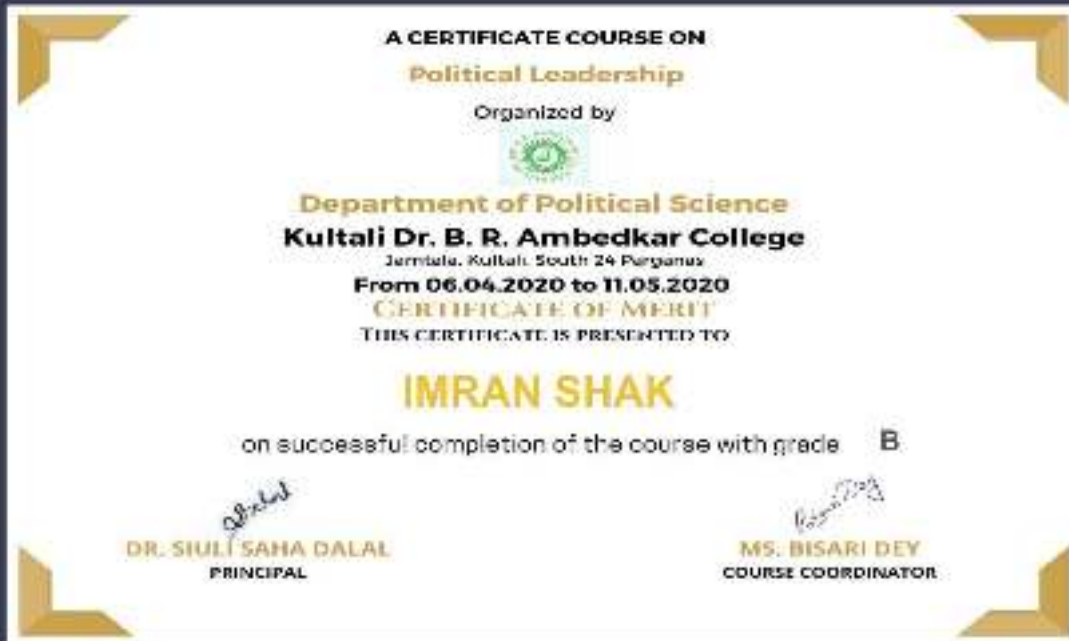 A CERTIFICATE COURSE ON
Political Leadership
Organized by
Department of Political Science
Kultali Dr. B. R. Ambedkar College
Jamtala, Kultali, South 24 Parganas
From 06.04.2020 to 11.05.2020
CERTIFICATE OF MERIT
THIS CERTIFICATE IS PRESENTED TO
IMRAN SHAK
on successful completion of the course with grade B
DR. SIULI SAHA DALAL
PRINCIPAL
MS. BISARI DEY
COURSE COORDINATOR